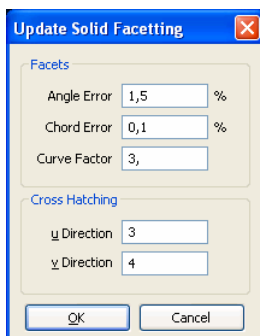 Update Solid Facetting
Facets
Angle Error 1,5 %
Chord Error 0,1 %
Curve Factor 3,
Cross Hatching
u Direction 3
v Direction 4
OK Cancel